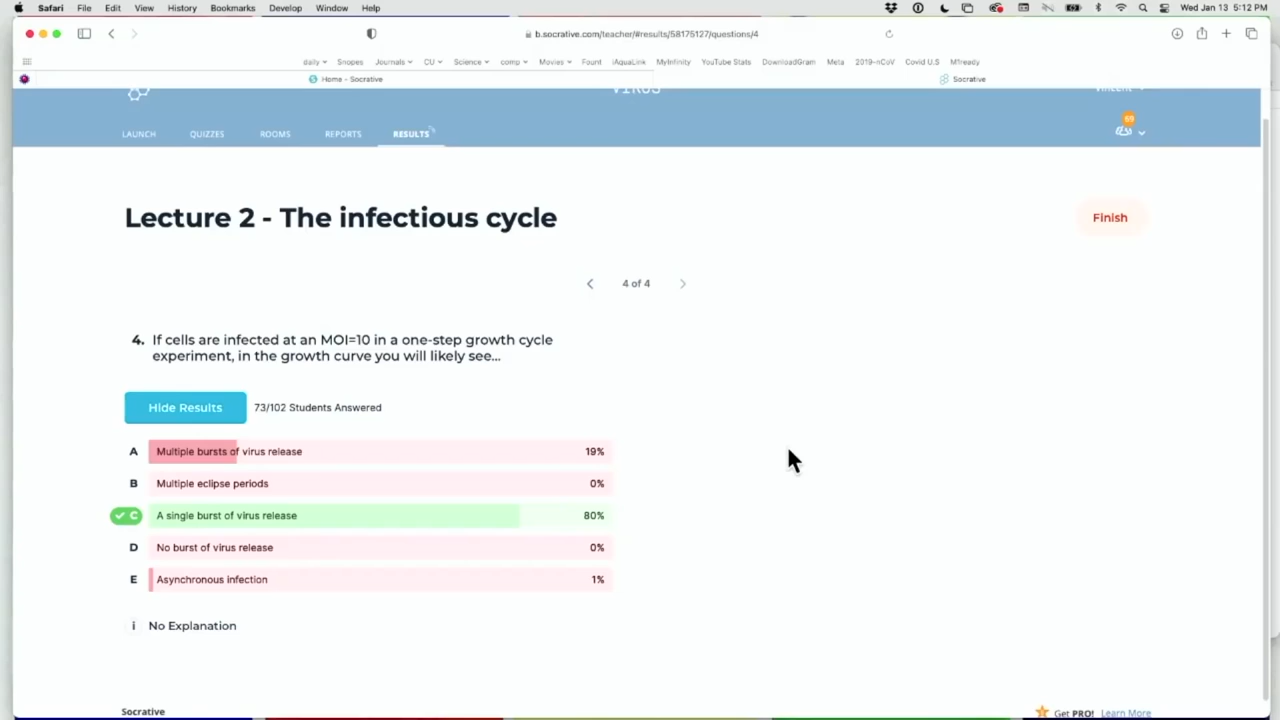 Safari File Edit View History Bookmarks Develop Window Help Wed Jan 13 5:12 PM
b.socrative.com/teacher/#results/58175127/questions/4
daily Snopes Journals CU Science comp Movies Fount iAquaLink MyInfinity YouTube Stats DownloadGram Meta 2019-nCoV Covid U.S M1ready
Home - Socrative Socrative
VIRUS Vincent
LAUNCH QUIZZES ROOMS REPORTS RESULTS 69
Lecture 2 - The infectious cycle
Finish
4 of 4
4. If cells are infected at an MOI=10 in a one-step growth cycle
experiment, in the growth curve you will likely see...
Hide Results 73/102 Students Answered
A Multiple bursts of virus release 19%
B Multiple eclipse periods 0%
C A single burst of virus release 80%
D No burst of virus release 0%
E Asynchronous infection 1%
i No Explanation
Socrative Get PRO! Learn More